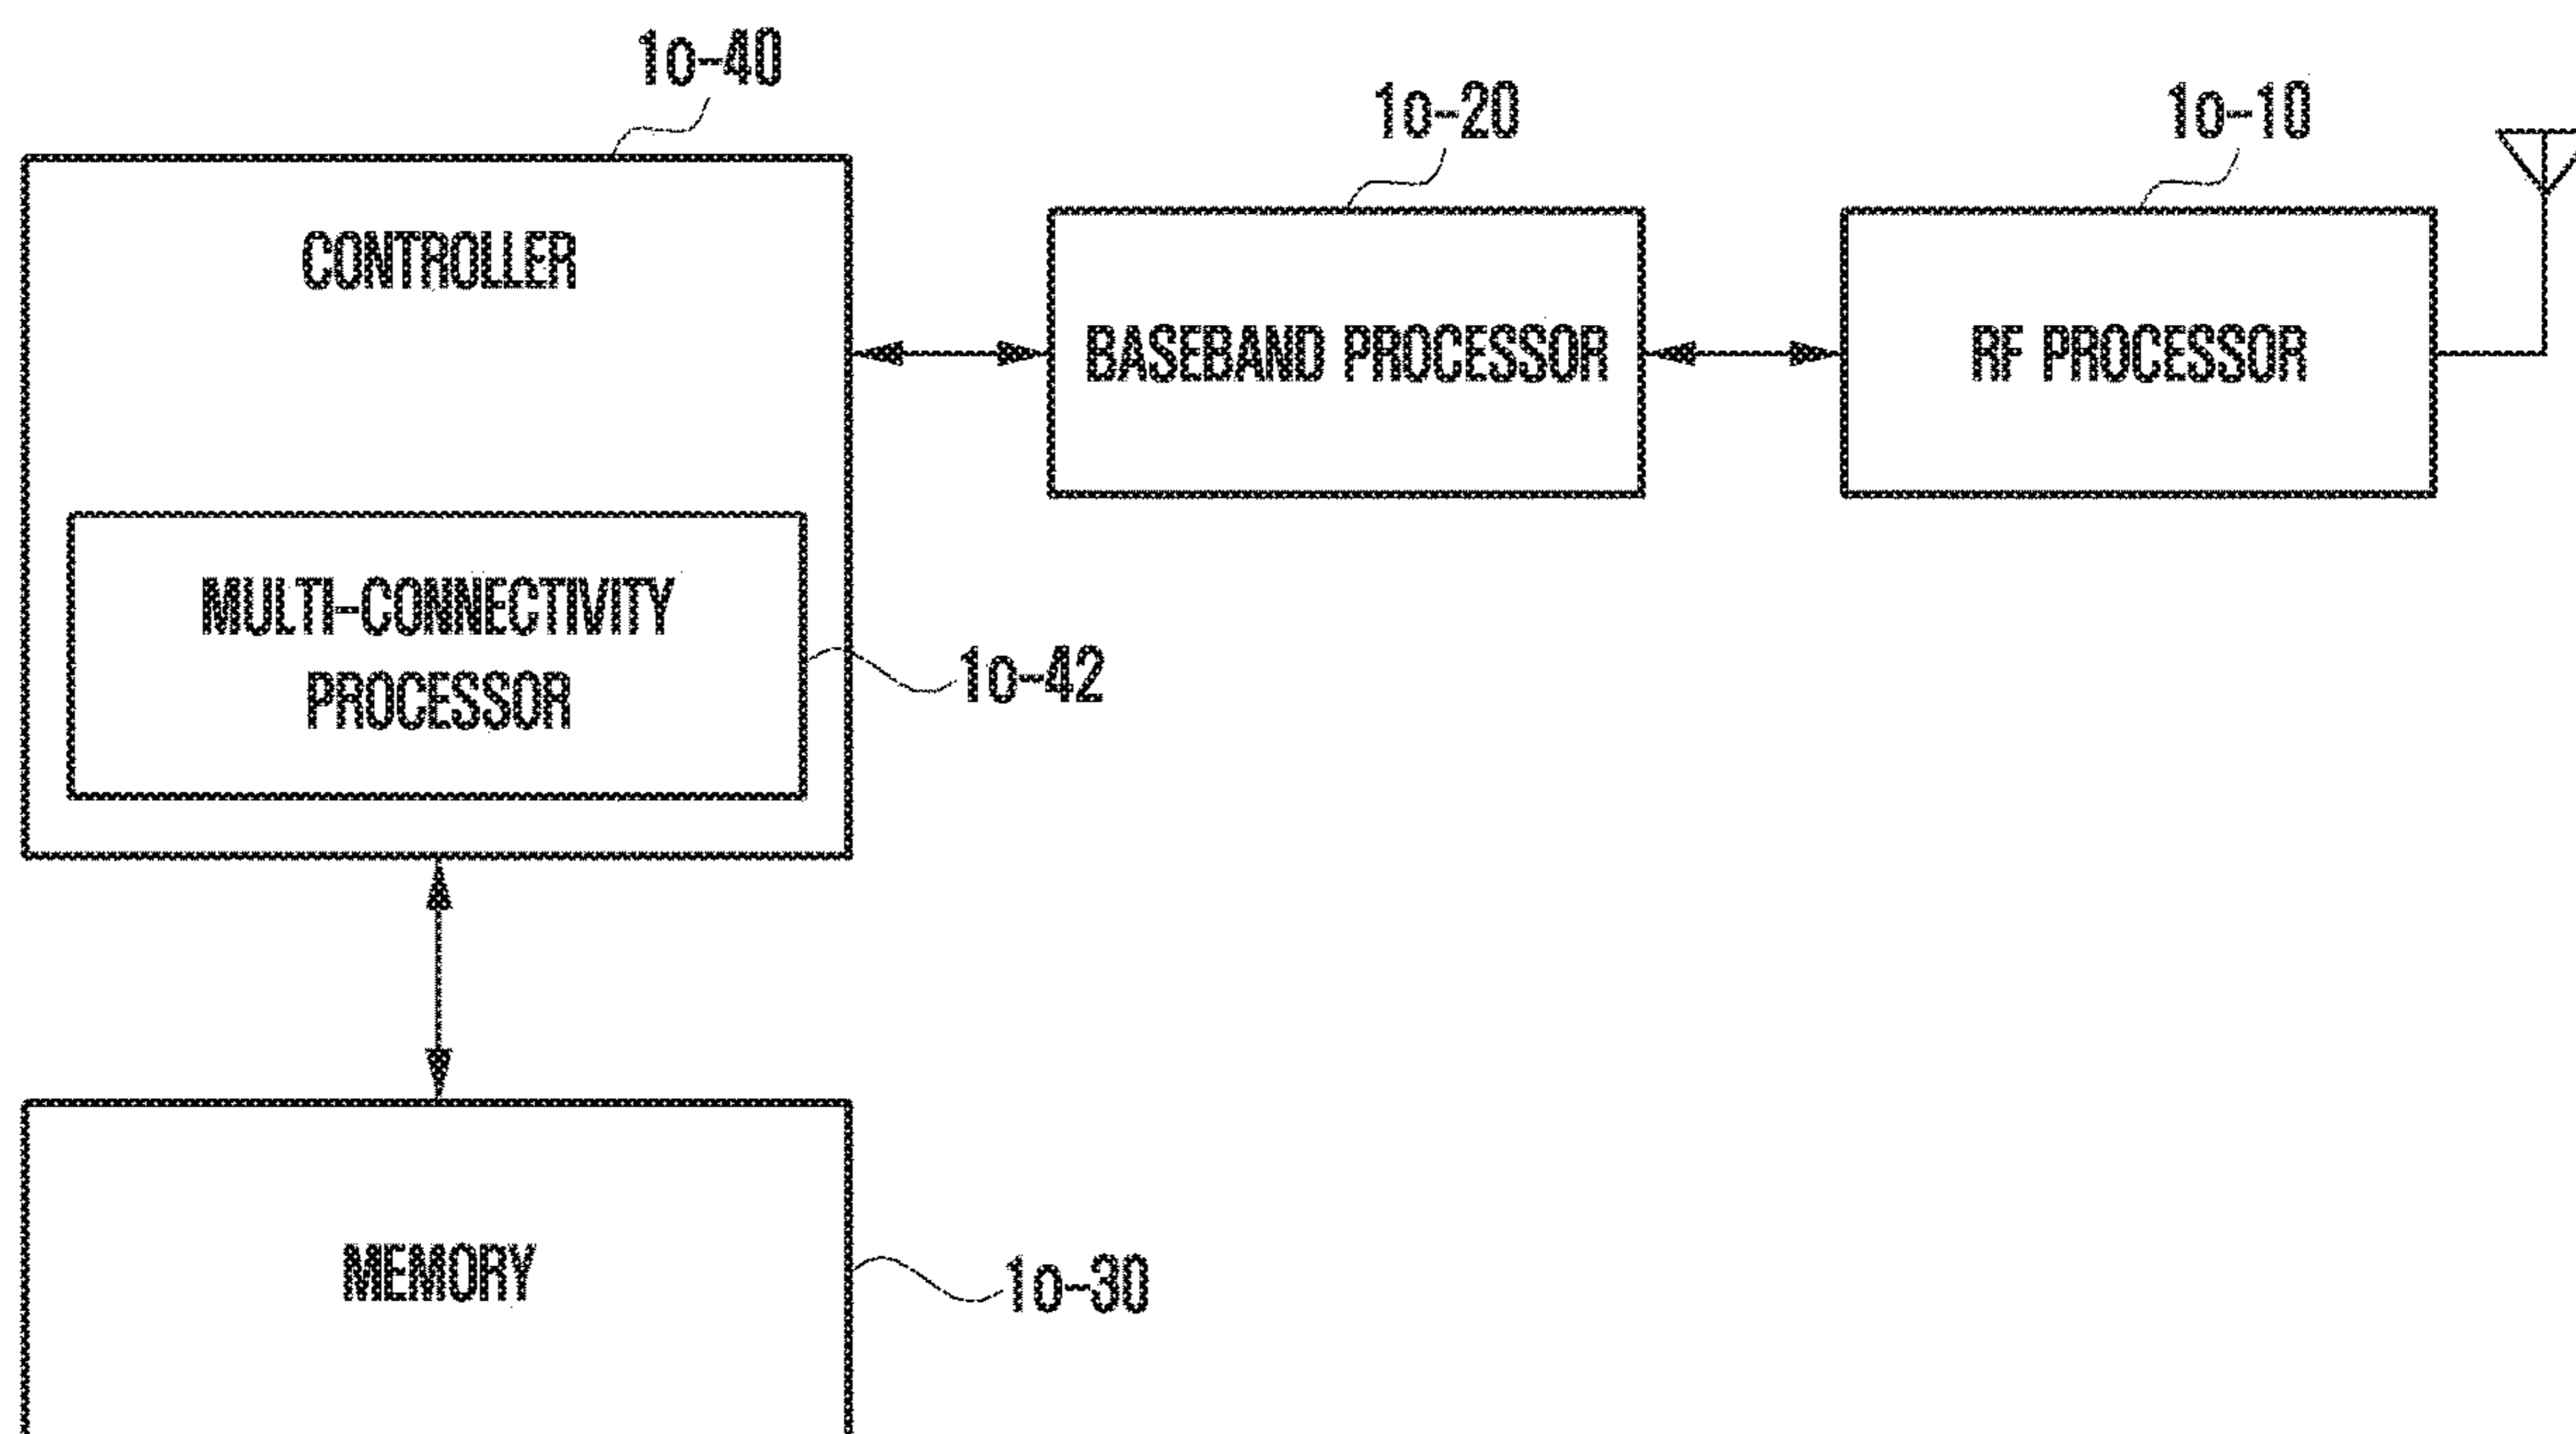 1o-40
1o-20
1o-10
CONTROLLER
BASEBAND PROCESSOR
RF PROCESSOR
MULTI-CONNECTIVITY
PROCESSOR
1o-42
MEMORY
1o-30